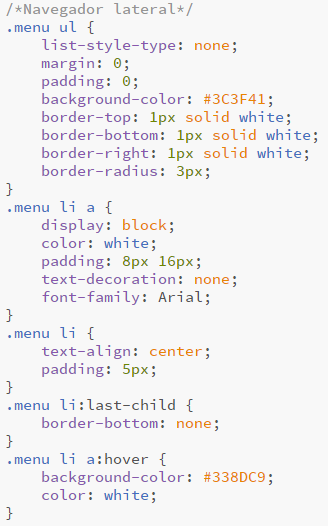 /*Navegador lateral*/
.menu ul {
    list-style-type: none;
    margin: 0;
    padding: 0;
    background-color: #3C3F41;
    border-top: 1px solid white;
    border-bottom: 1px solid white;
    border-right: 1px solid white;
    border-radius: 3px;
}
.menu li a {
    display: block;
    color: white;
    padding: 8px 16px;
    text-decoration: none;
    font-family: Arial;
}
.menu li {
    text-align: center;
    padding: 5px;
}
.menu li:last-child {
    border-bottom: none;
}
.menu li a:hover {
    background-color: #338DC9;
    color: white;
}